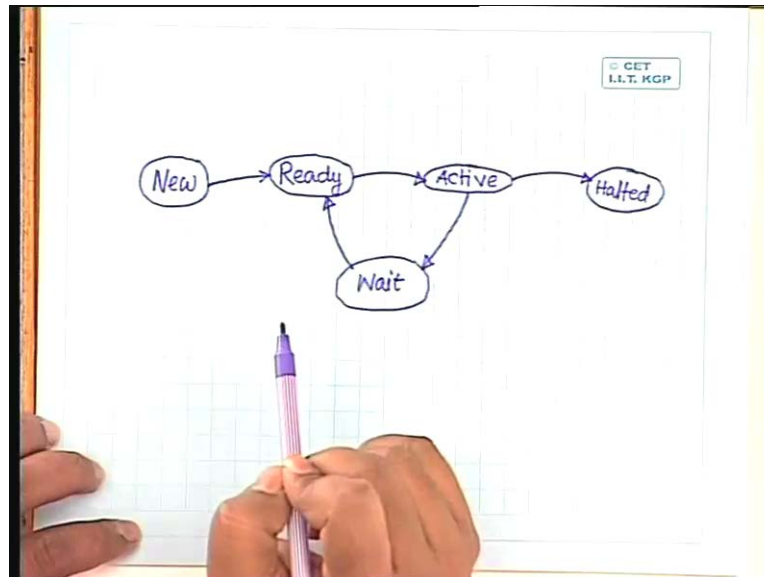 © CET
I.I.T. KGP
New
Ready
Active
Halted
Wait